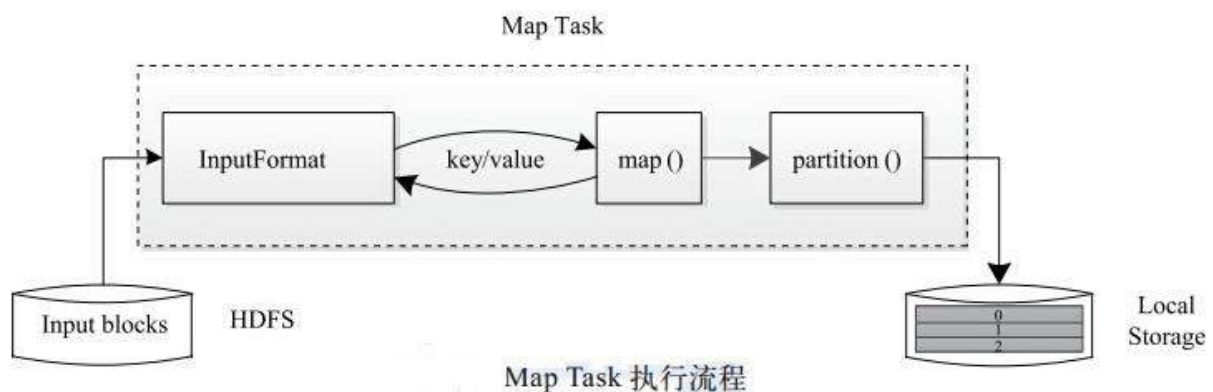 Map Task
InputFormat
key/value
map ()
partition ()
Input blocks
HDFS
0
1
2
Local
Storage
Map Task 执行流程